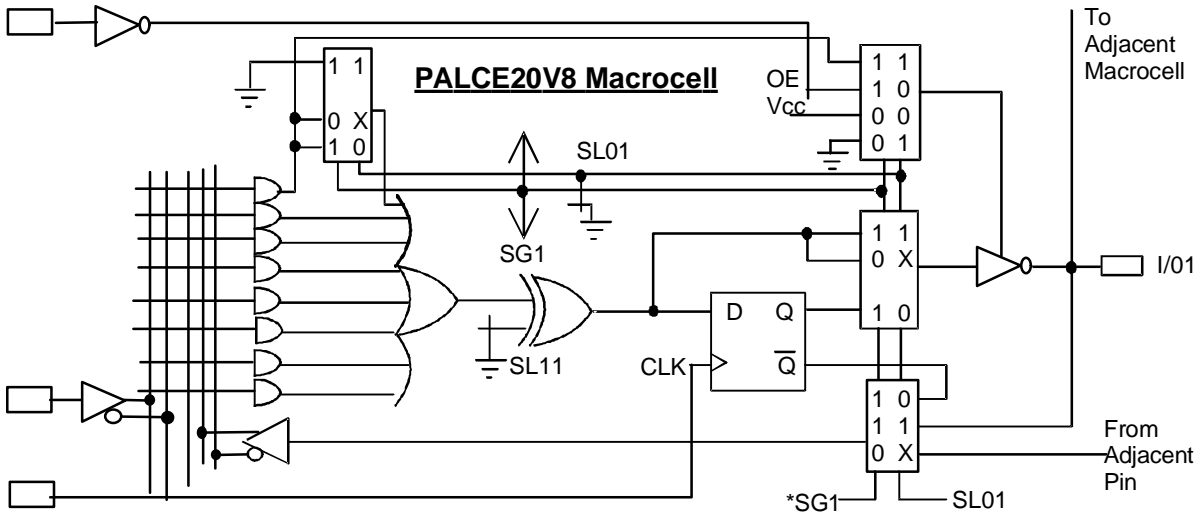 To
Adjacent
Macrocell
PALCE20V8 Macrocell
1 1
0 X
1 0
OE
Vcc
1 1
1 0
0 0
0 1
SL01
SG1
1 1
0 X
1 0
I/01
D Q
Q
CLK
SL11
1 0
1 1
0 X
From
Adjacent
Pin
*SG1
SL01